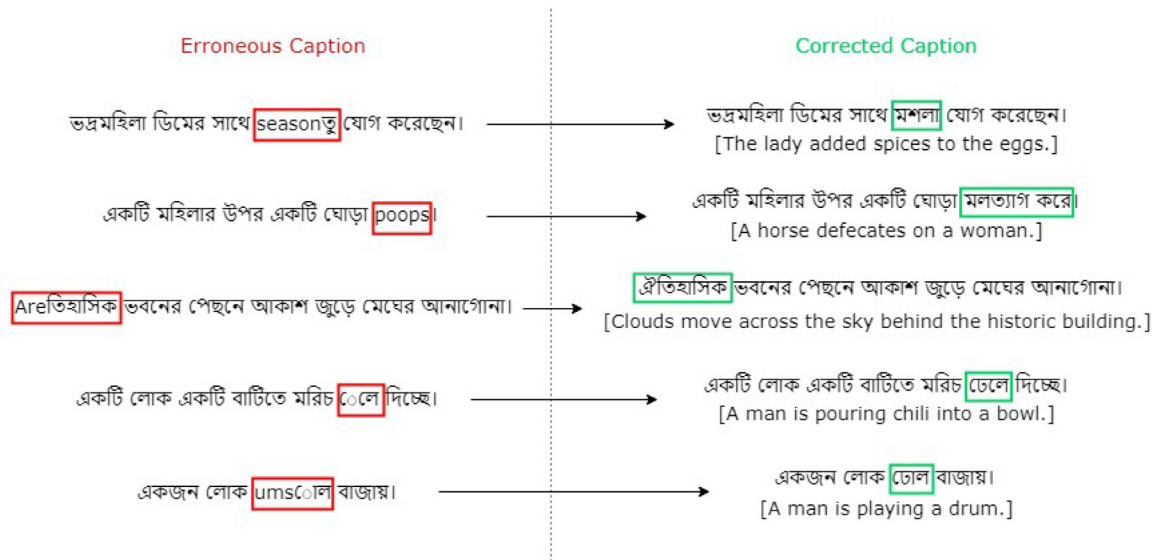 Erroneous Caption
Corrected Caption
ভদ্রমহিলা ডিমের সাথে seasonতু যোগ করেছেন।
ভদ্রমহিলা ডিমের সাথে মশলা যোগ করেছেন।
[The lady added spices to the eggs.]
একটি মহিলার উপর একটি ঘোড়া poops।
একটি মহিলার উপর একটি ঘোড়া মলত্যাগ করে।
[A horse defecates on a woman.]
Areতিহাসিক ভবনের পেছনে আকাশ জুড়ে মেঘের আনাগোনা।
ঐতিহাসিক ভবনের পেছনে আকাশ জুড়ে মেঘের আনাগোনা।
[Clouds move across the sky behind the historic building.]
একটি লোক একটি বাটিতে মরিচ েলে দিচ্ছে।
একটি লোক একটি বাটিতে মরিচ ঢেলে দিচ্ছে।
[A man is pouring chili into a bowl.]
একজন লোক umsোল বাজায়।
একজন লোক ঢোল বাজায়।
[A man is playing a drum.]